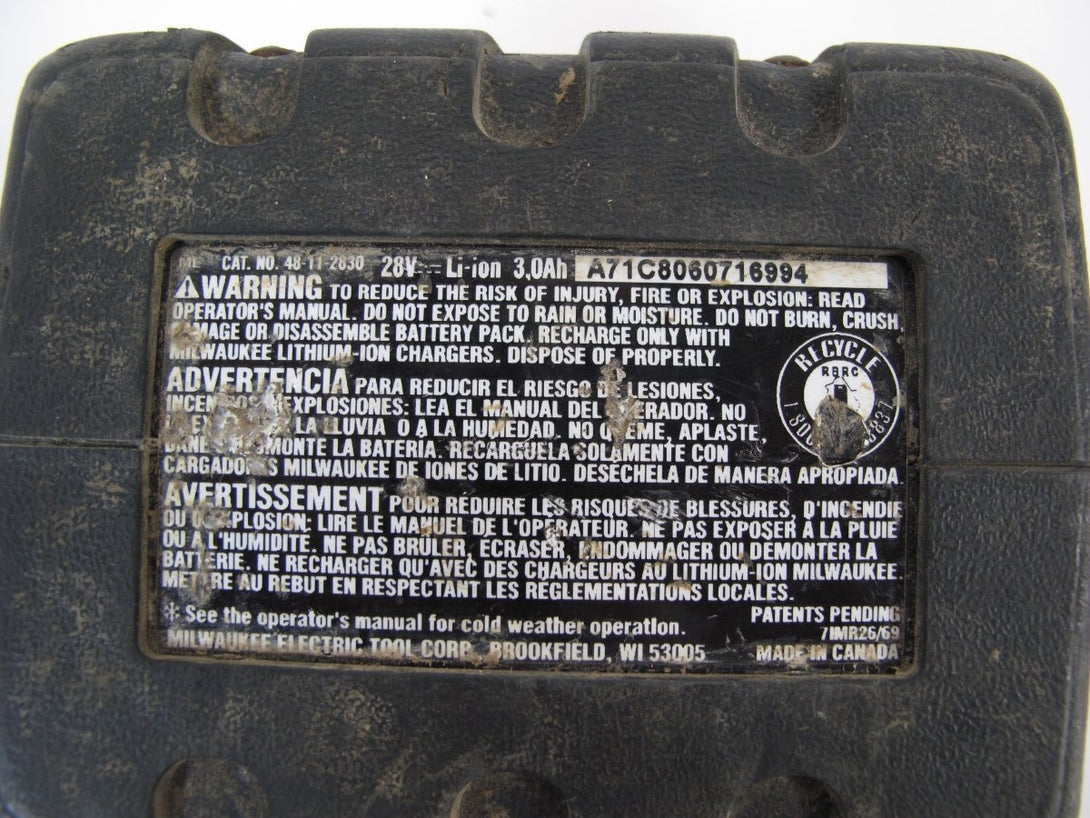 CAT. NO. 48-11-2830 28V Li-ion 3,0Ah A71C8060716994
WARNING TO REDUCE THE RISK OF INJURY, FIRE OR EXPLOSION: READ
OPERATOR'S MANUAL. DO NOT EXPOSE TO RAIN OR MOISTURE. DO NOT BURN, CRUSH,
OR DISASSEMBLE BATTERY PACK. RECHARGE ONLY WITH
MILWAUKEE LITHIUM-ION CHARGERS. DISPOSE OF PROPERLY.
RECYCLE
RBRC
ADVERTENCIA PARA REDUCIR EL RIESGO DE LESIONES,
EXPLOSIONES: LEA EL MANUAL DEL NO
LA LLUVIA O A LA HUMEDAD. NO APLASTE,
LA BATERIA. RECARGUELA SOLAMENTE CON
MILWAUKEE DE IONES DE LITIO. DESECHELA DE MANERA APROPIADA.
AVERTISSEMENT POUR REDUIRE LES RISQUES DE BLESSURES, D'INCENDIE
OU LIRE LE MANUEL DE L'OPERATEUR. NE PAS EXPOSER A LA PLUIE
OU A L'HUMIDITE. NE PAS BRULER, ECRASER, ENDOMMAGER OU DEMONTER LA
BATTERIE. NE RECHARGER QU'AVEC DES CHARGEURS AU LITHIUM-ION MILWAUKEE.
METTRE AU REBUT EN RESPECTANT LES REGLEMENTATIONS LOCALES.
* See the operator's manual for cold weather operation.
PATENTS PENDING
71MR26/69
MILWAUKEE ELECTRIC TOOL CORP. BROOKFIELD, WI 53005 MADE IN CANADA